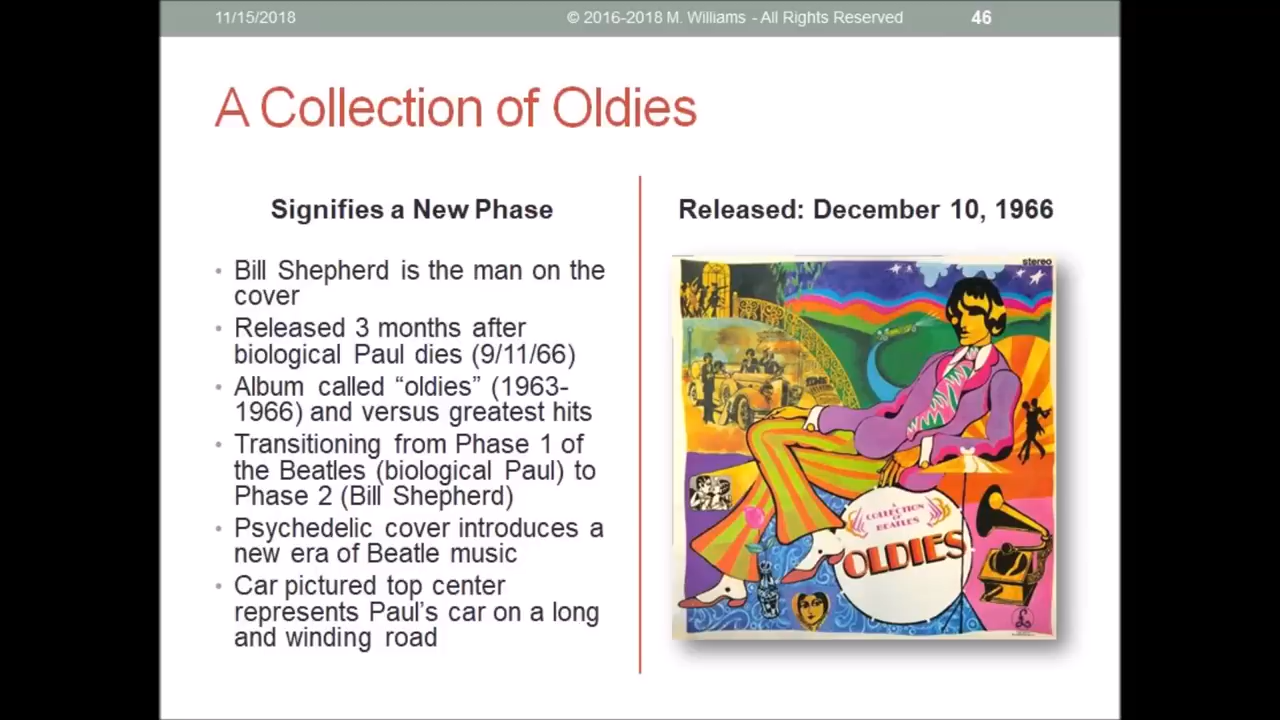 11/15/2018
© 2016-2018 M. Williams - All Rights Reserved
46
A Collection of Oldies
Signifies a New Phase
• Bill Shepherd is the man on the
cover
• Released 3 months after
biological Paul dies (9/11/66)
• Album called “oldies” (1963-
1966) and versus greatest hits
• Transitioning from Phase 1 of
the Beatles (biological Paul) to
Phase 2 (Bill Shepherd)
• Psychedelic cover introduces a
new era of Beatle music
• Car pictured top center
represents Paul’s car on a long
and winding road
Released: December 10, 1966
stereo
A
COLLECTION
OF
BEATLES
OLDIES